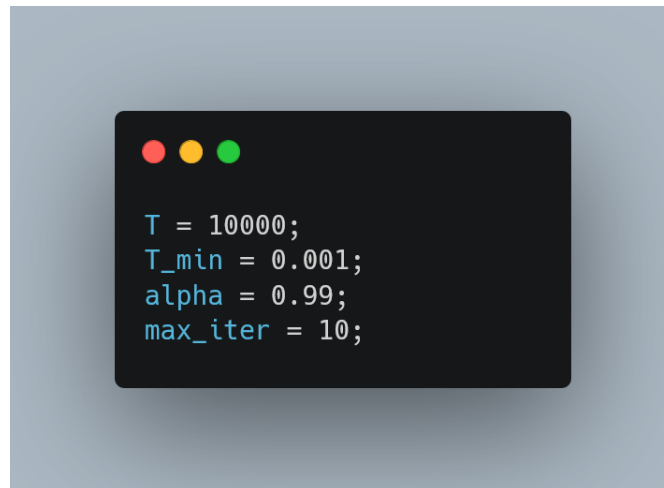 T = 10000;
T_min = 0.001;
alpha = 0.99;
max_iter = 10;